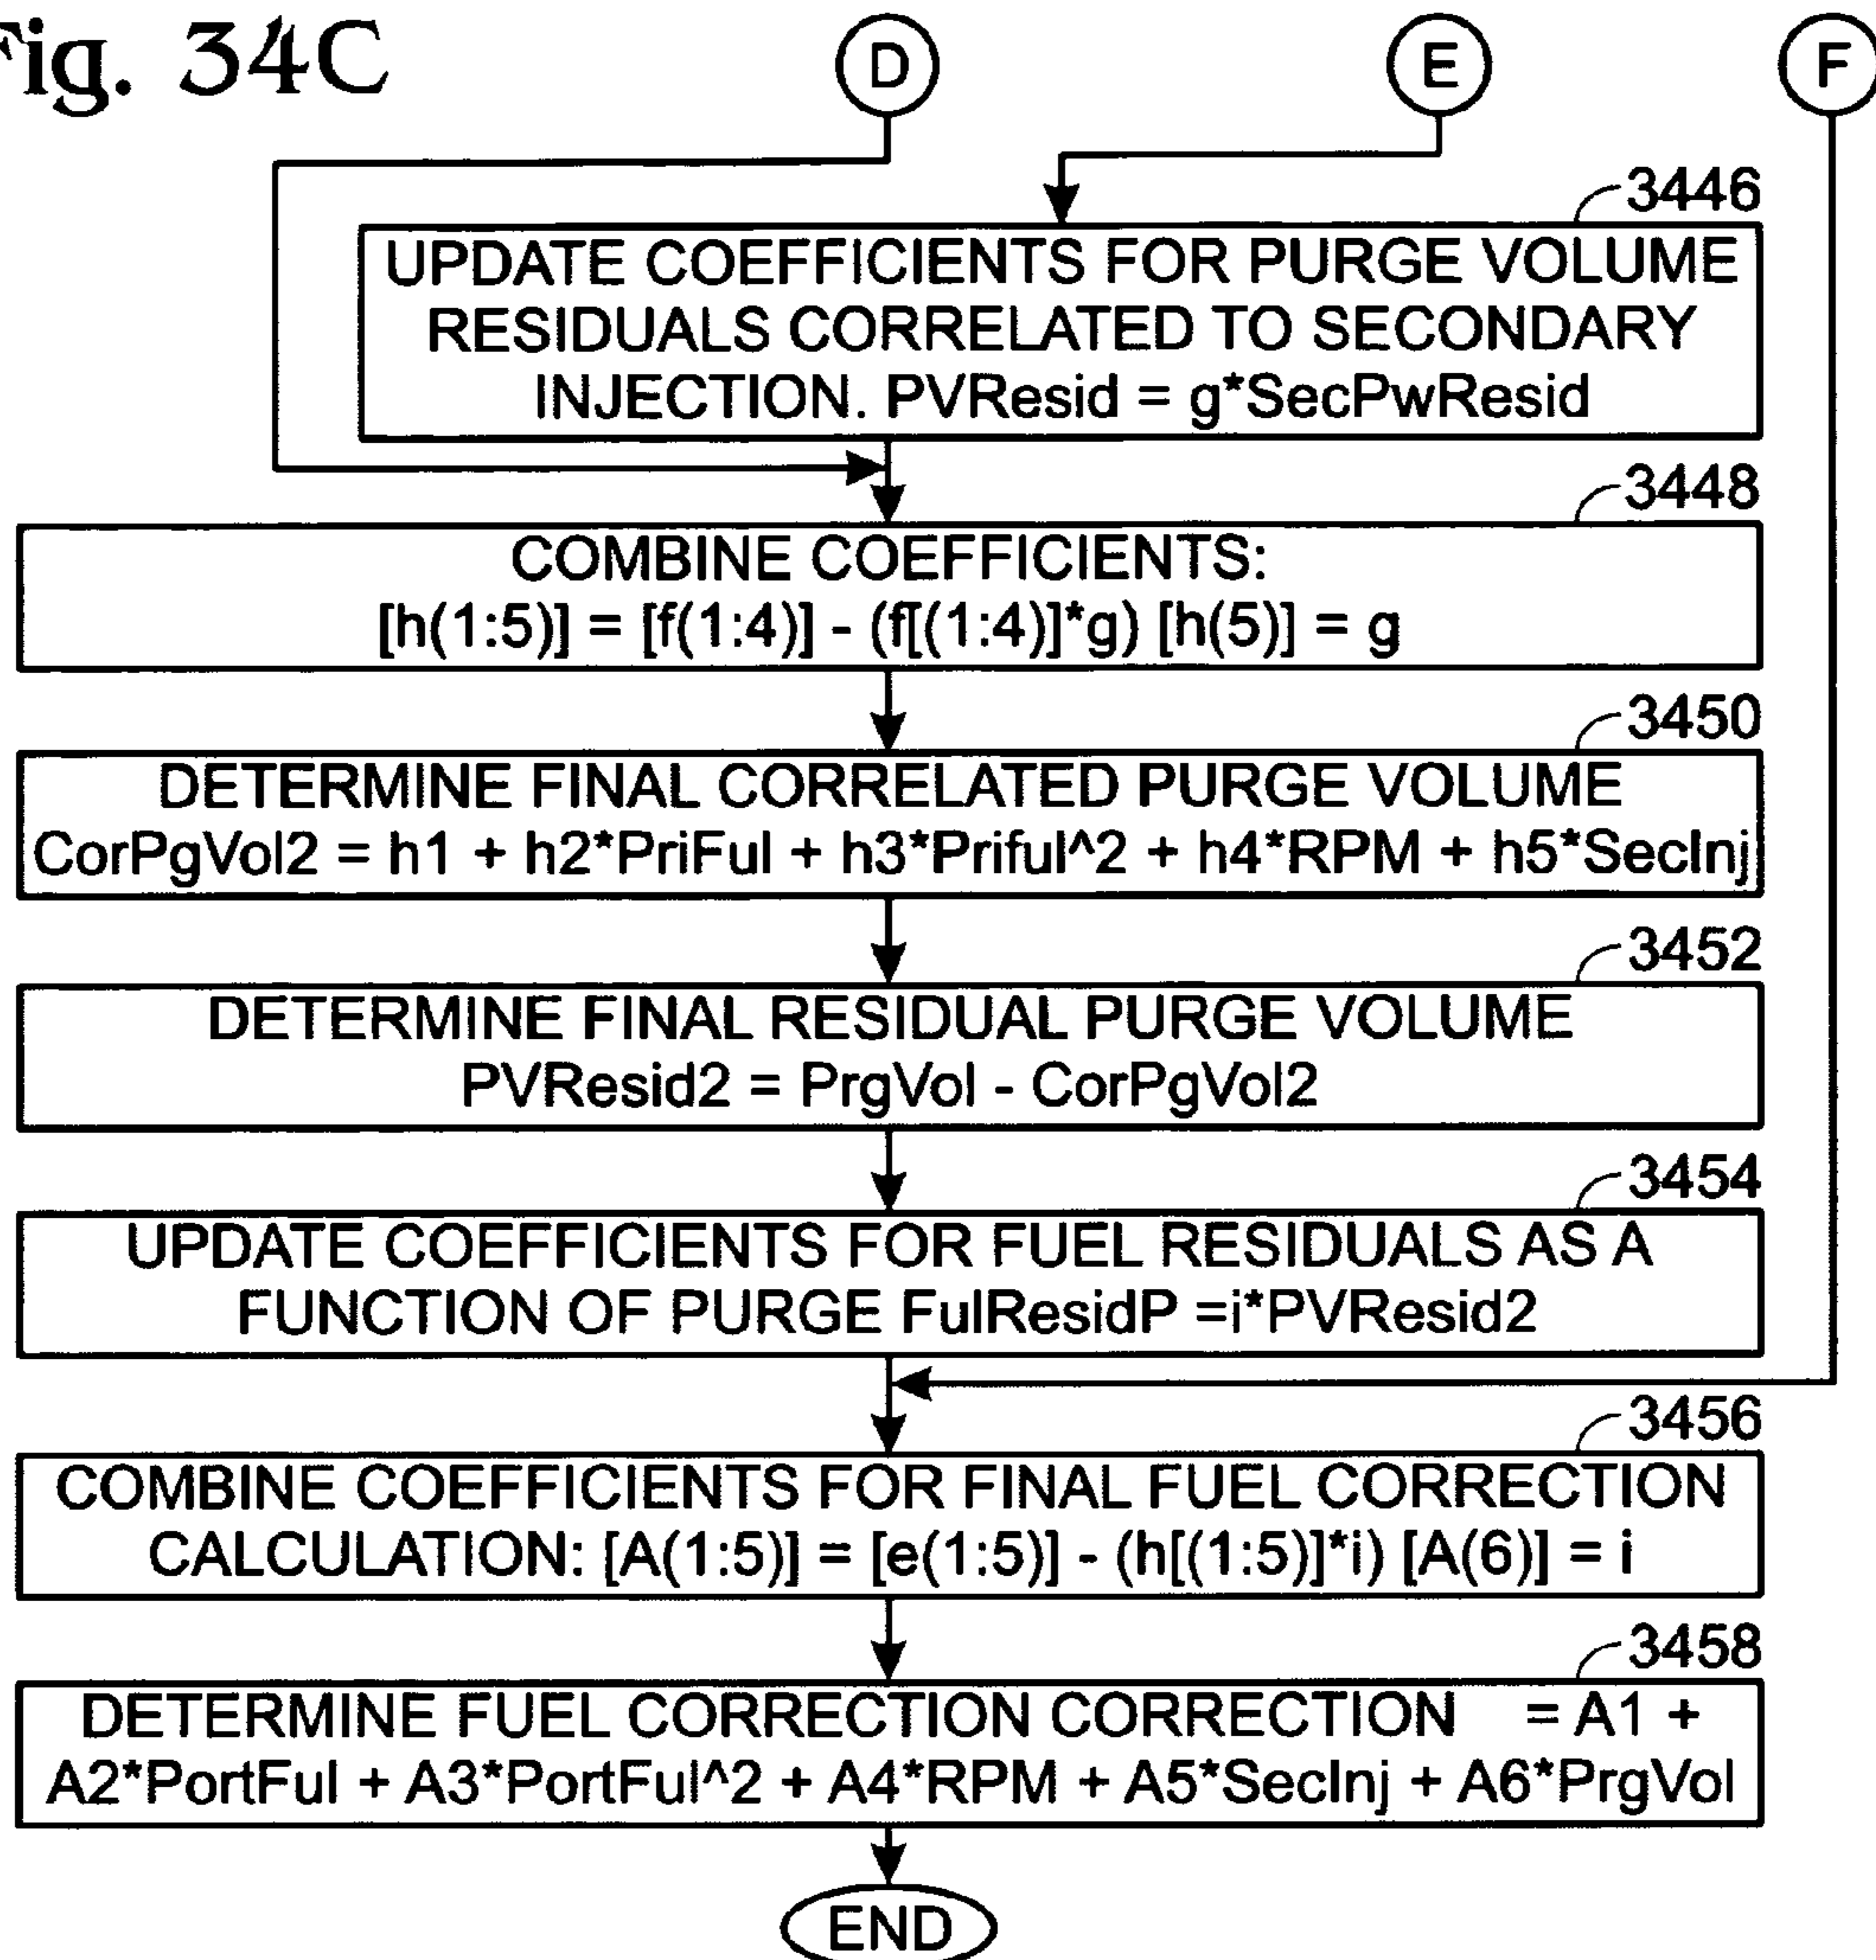 Fig. 34C
D
E
F
3446
UPDATE COEFFICIENTS FOR PURGE VOLUME
RESIDUALS CORRELATED TO SECONDARY
INJECTION. PVResid = g*SecPwResid
3448
COMBINE COEFFICIENTS:
[h(1:5)] = [f(1:4)] - (f[(1:4)]*g) [h(5)] = g
3450
DETERMINE FINAL CORRELATED PURGE VOLUME
CorPgVol2 = h1 + h2*PriFul + h3*Priful^2 + h4*RPM + h5*SecInj
3452
DETERMINE FINAL RESIDUAL PURGE VOLUME
PVResid2 = PrgVol - CorPgVol2
3454
UPDATE COEFFICIENTS FOR FUEL RESIDUALS AS A
FUNCTION OF PURGE FulResidP =i*PVResid2
3456
COMBINE COEFFICIENTS FOR FINAL FUEL CORRECTION
CALCULATION: [A(1:5)] = [e(1:5)] - (h[(1:5)]*i) [A(6)] = i
3458
DETERMINE FUEL CORRECTION CORRECTION = A1 +
A2*PortFul + A3*PortFul^2 + A4*RPM + A5*SecInj + A6*PrgVol
END